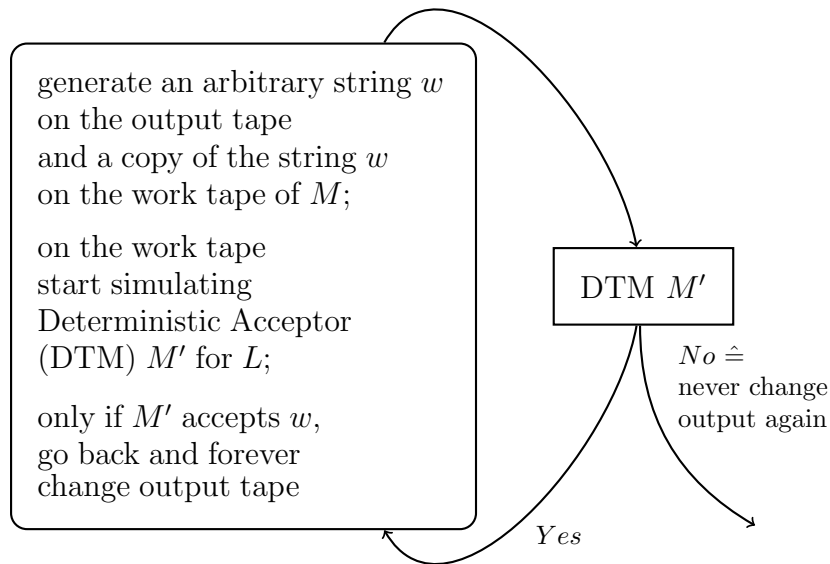 generate an arbitrary string w
on the output tape
and a copy of the string w
on the work tape of M;
on the work tape
start simulating
Deterministic Acceptor
(DTM) M′ for L;
only if M′ accepts w,
go back and forever
change output tape
DTM M′
No ≙
never change
output again
Yes